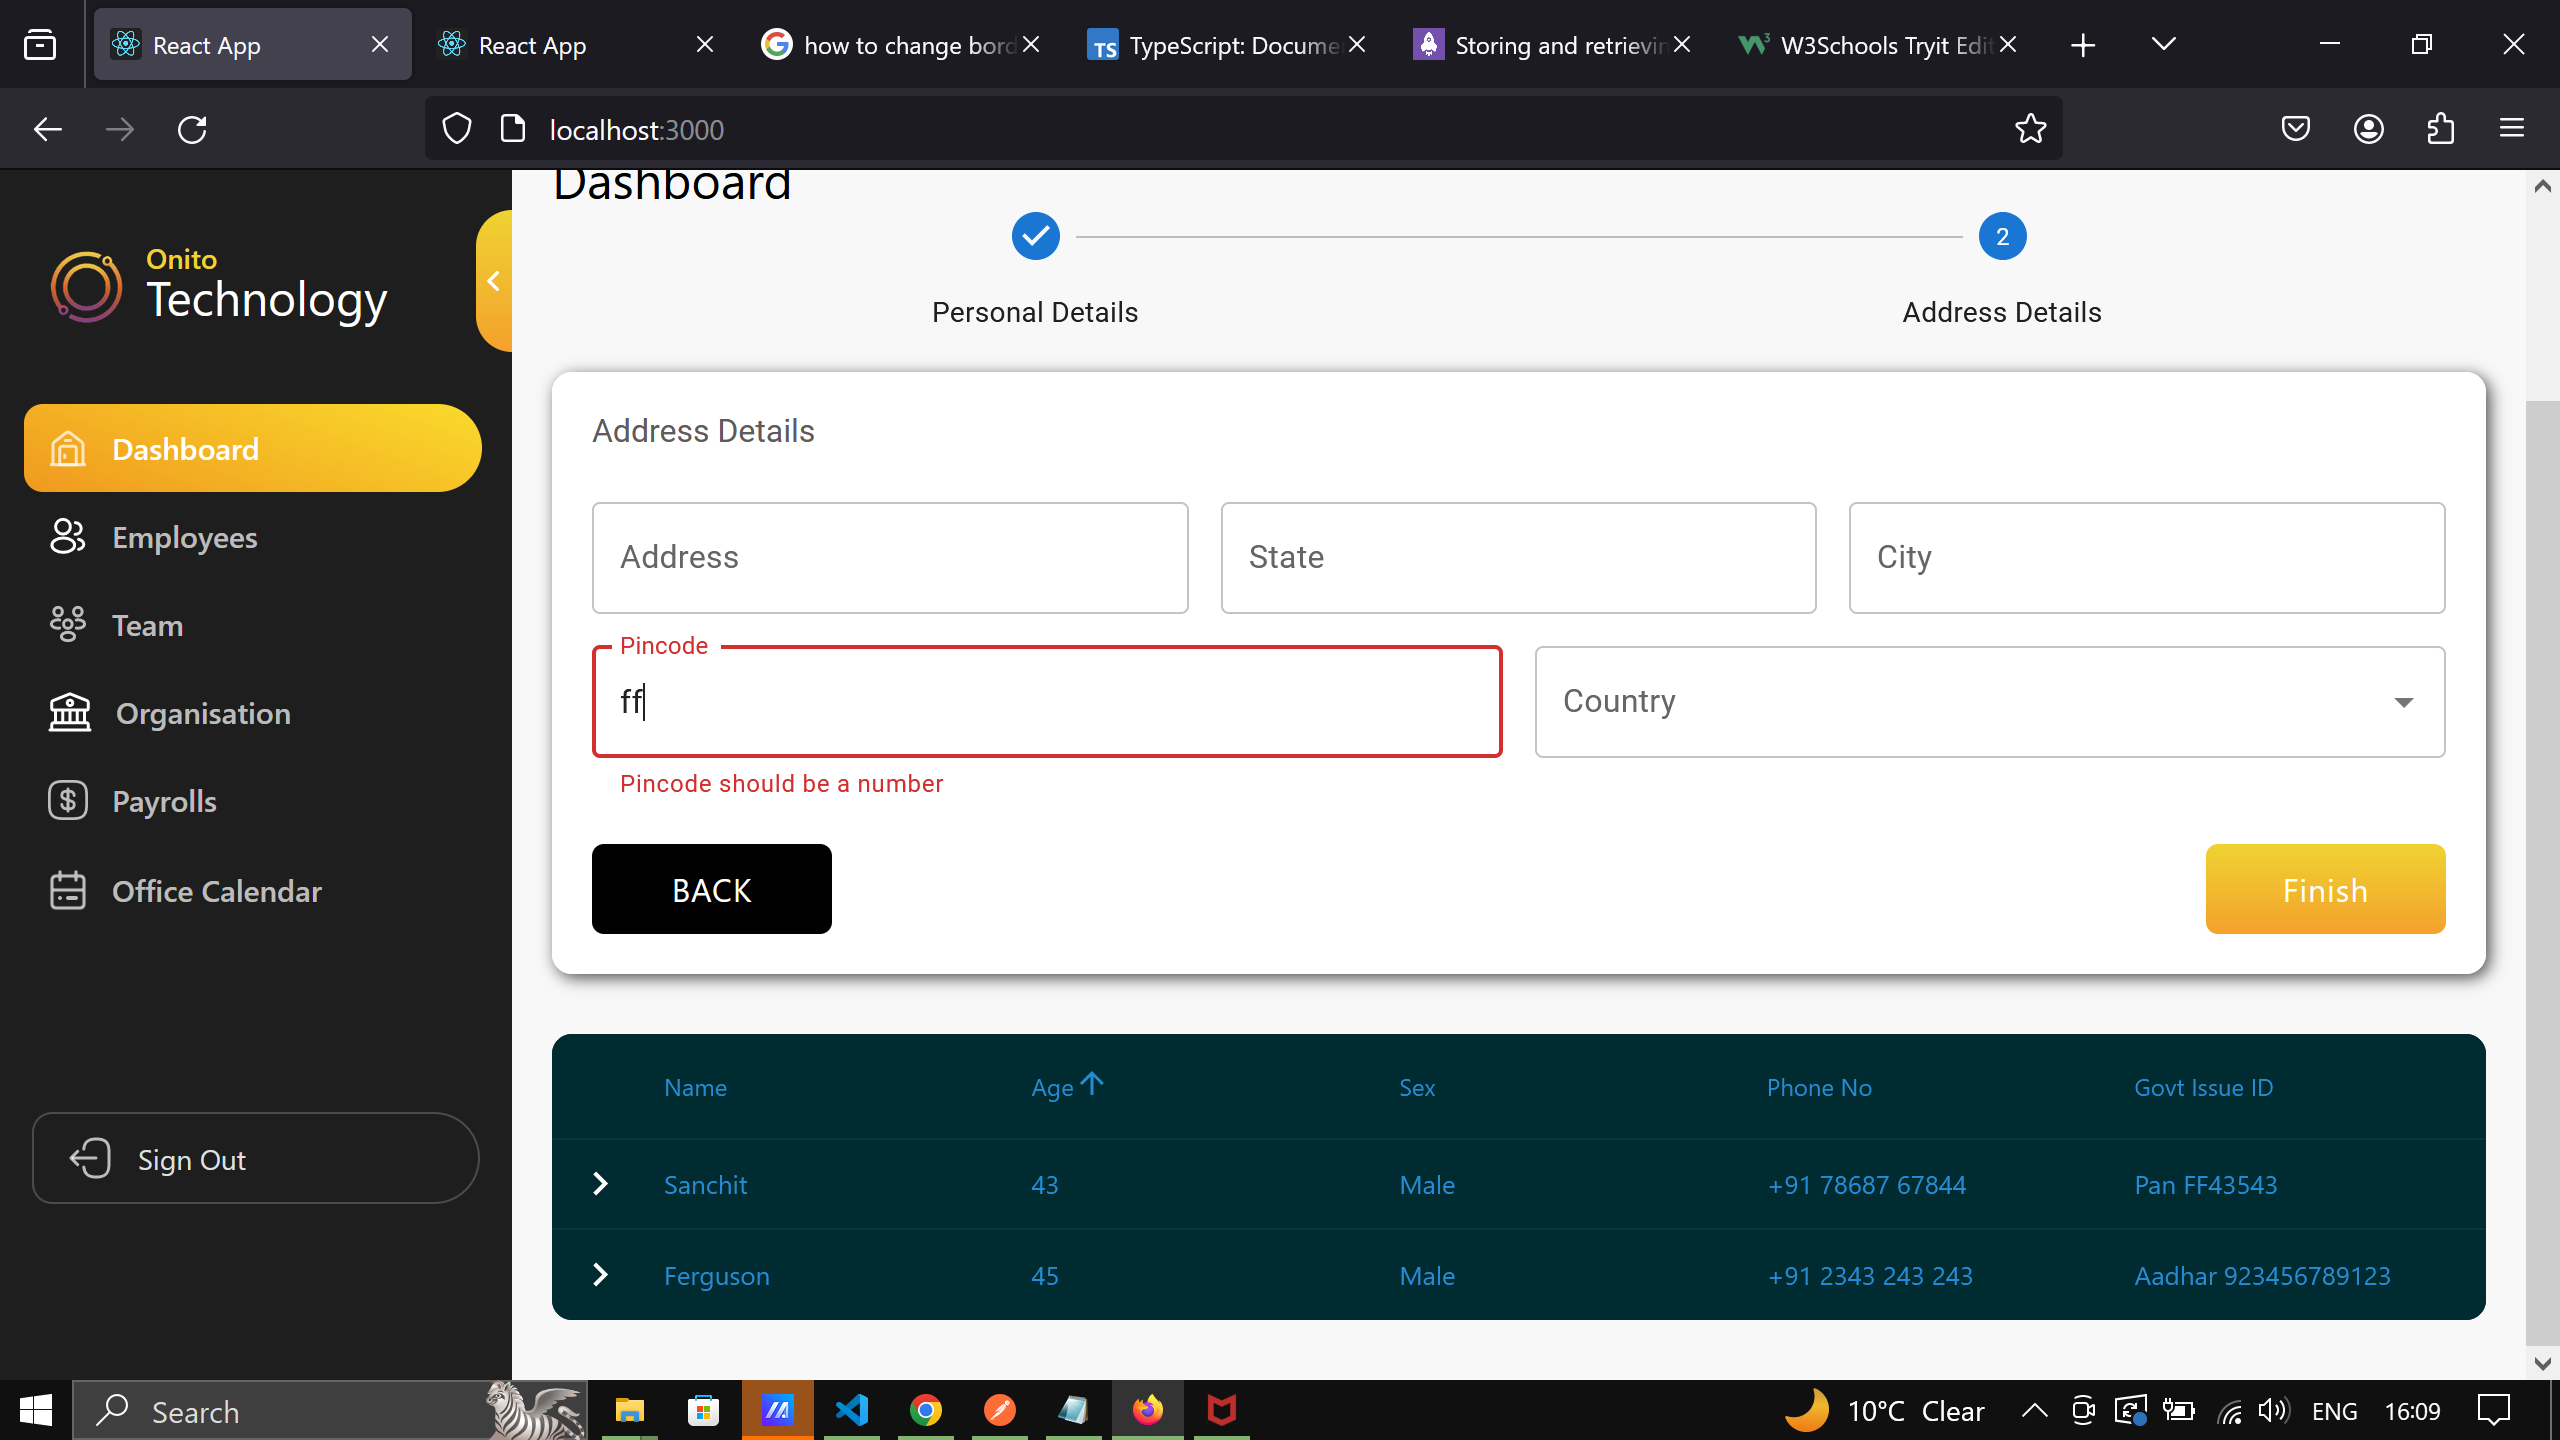 React App
React App
how to change bord
TS
TypeScript: Docume
Storing and retrievin
W3Schools Tryit Edit
localhost:3000
Onito
Technology
Dashboard
Employees
Team
Organisation
Payrolls
Office Calendar
Sign Out
Dashboard
2
Personal Details
Address Details
Address Details
Address
State
City
Pincode
ff
Country
Pincode should be a number
BACK
Finish
Name Age Sex Phone No Govt Issue ID
Sanchit 43 Male +91 78687 67844 Pan FF43543
Ferguson 45 Male +91 2343 243 243 Aadhar 923456789123
Search
10°C Clear
ENG
16:09